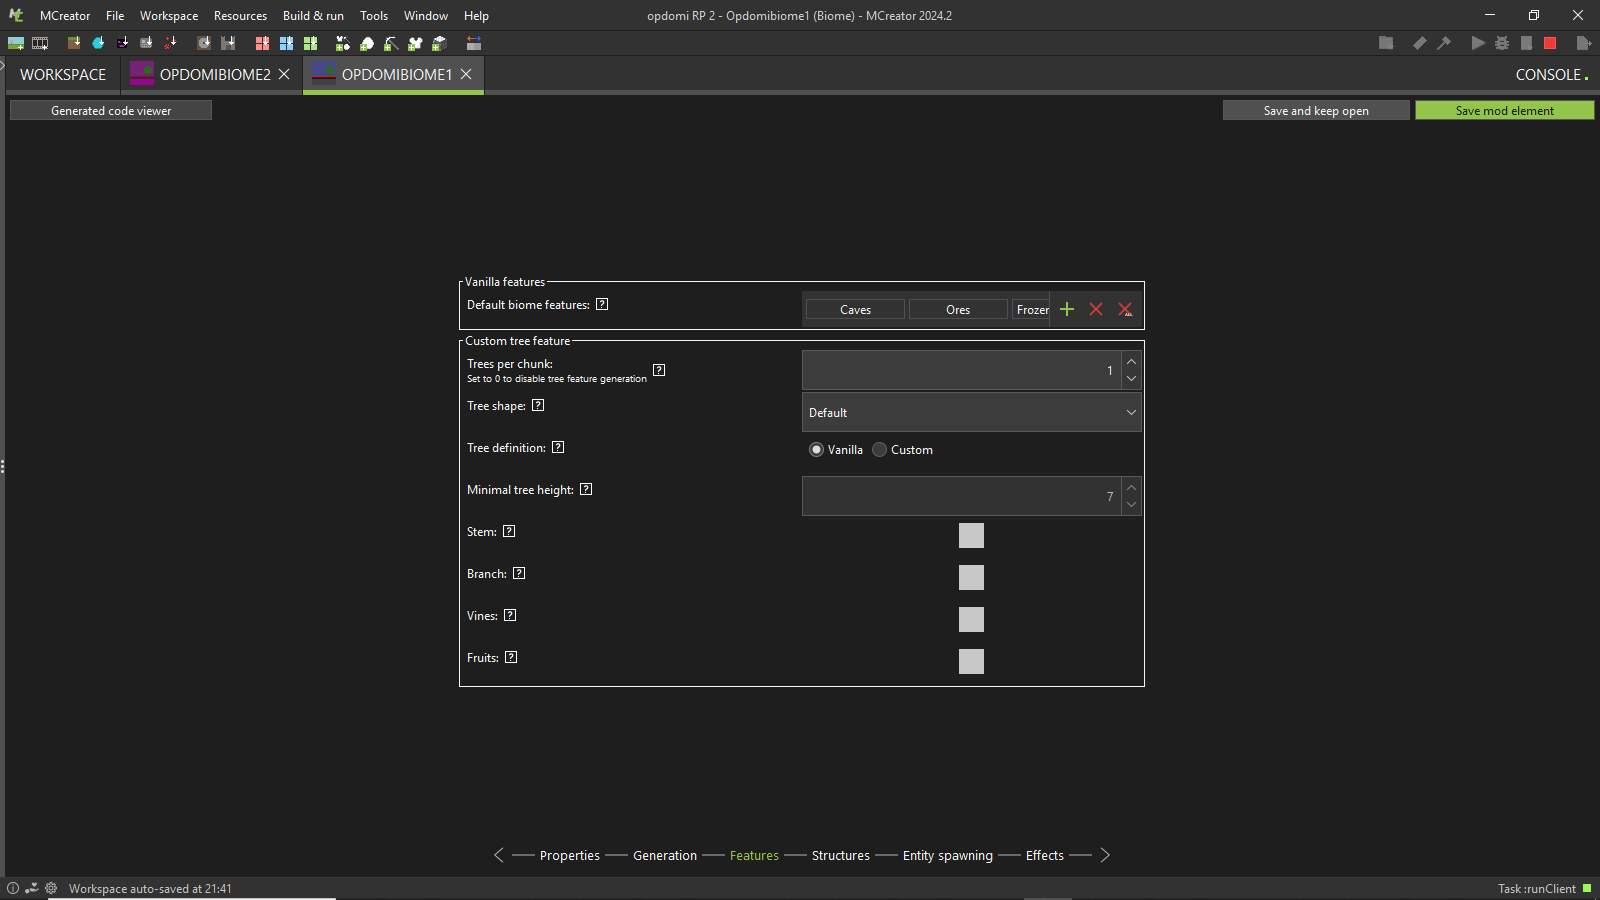 MCreator File Workspace Resources Build & run Tools Window Help
opdomi RP 2 - Opdomibiome1 (Biome) - MCreator 2024.2
WORKSPACE OPDOMIBIOME2 OPDOMIBIOME1 CONSOLE
Generated code viewer Save and keep open Save mod element
Vanilla features
Default biome features: ? Caves Ores Frozen
Custom tree feature
Trees per chunk: ? 1
Set to 0 to disable tree feature generation
Tree shape: ? Default
Tree definition: ? Vanilla Custom
Minimal tree height: ? 7
Stem: ?
Branch: ?
Vines: ?
Fruits: ?
Properties Generation Features Structures Entity spawning Effects
Workspace auto-saved at 21:41 Task :runClient